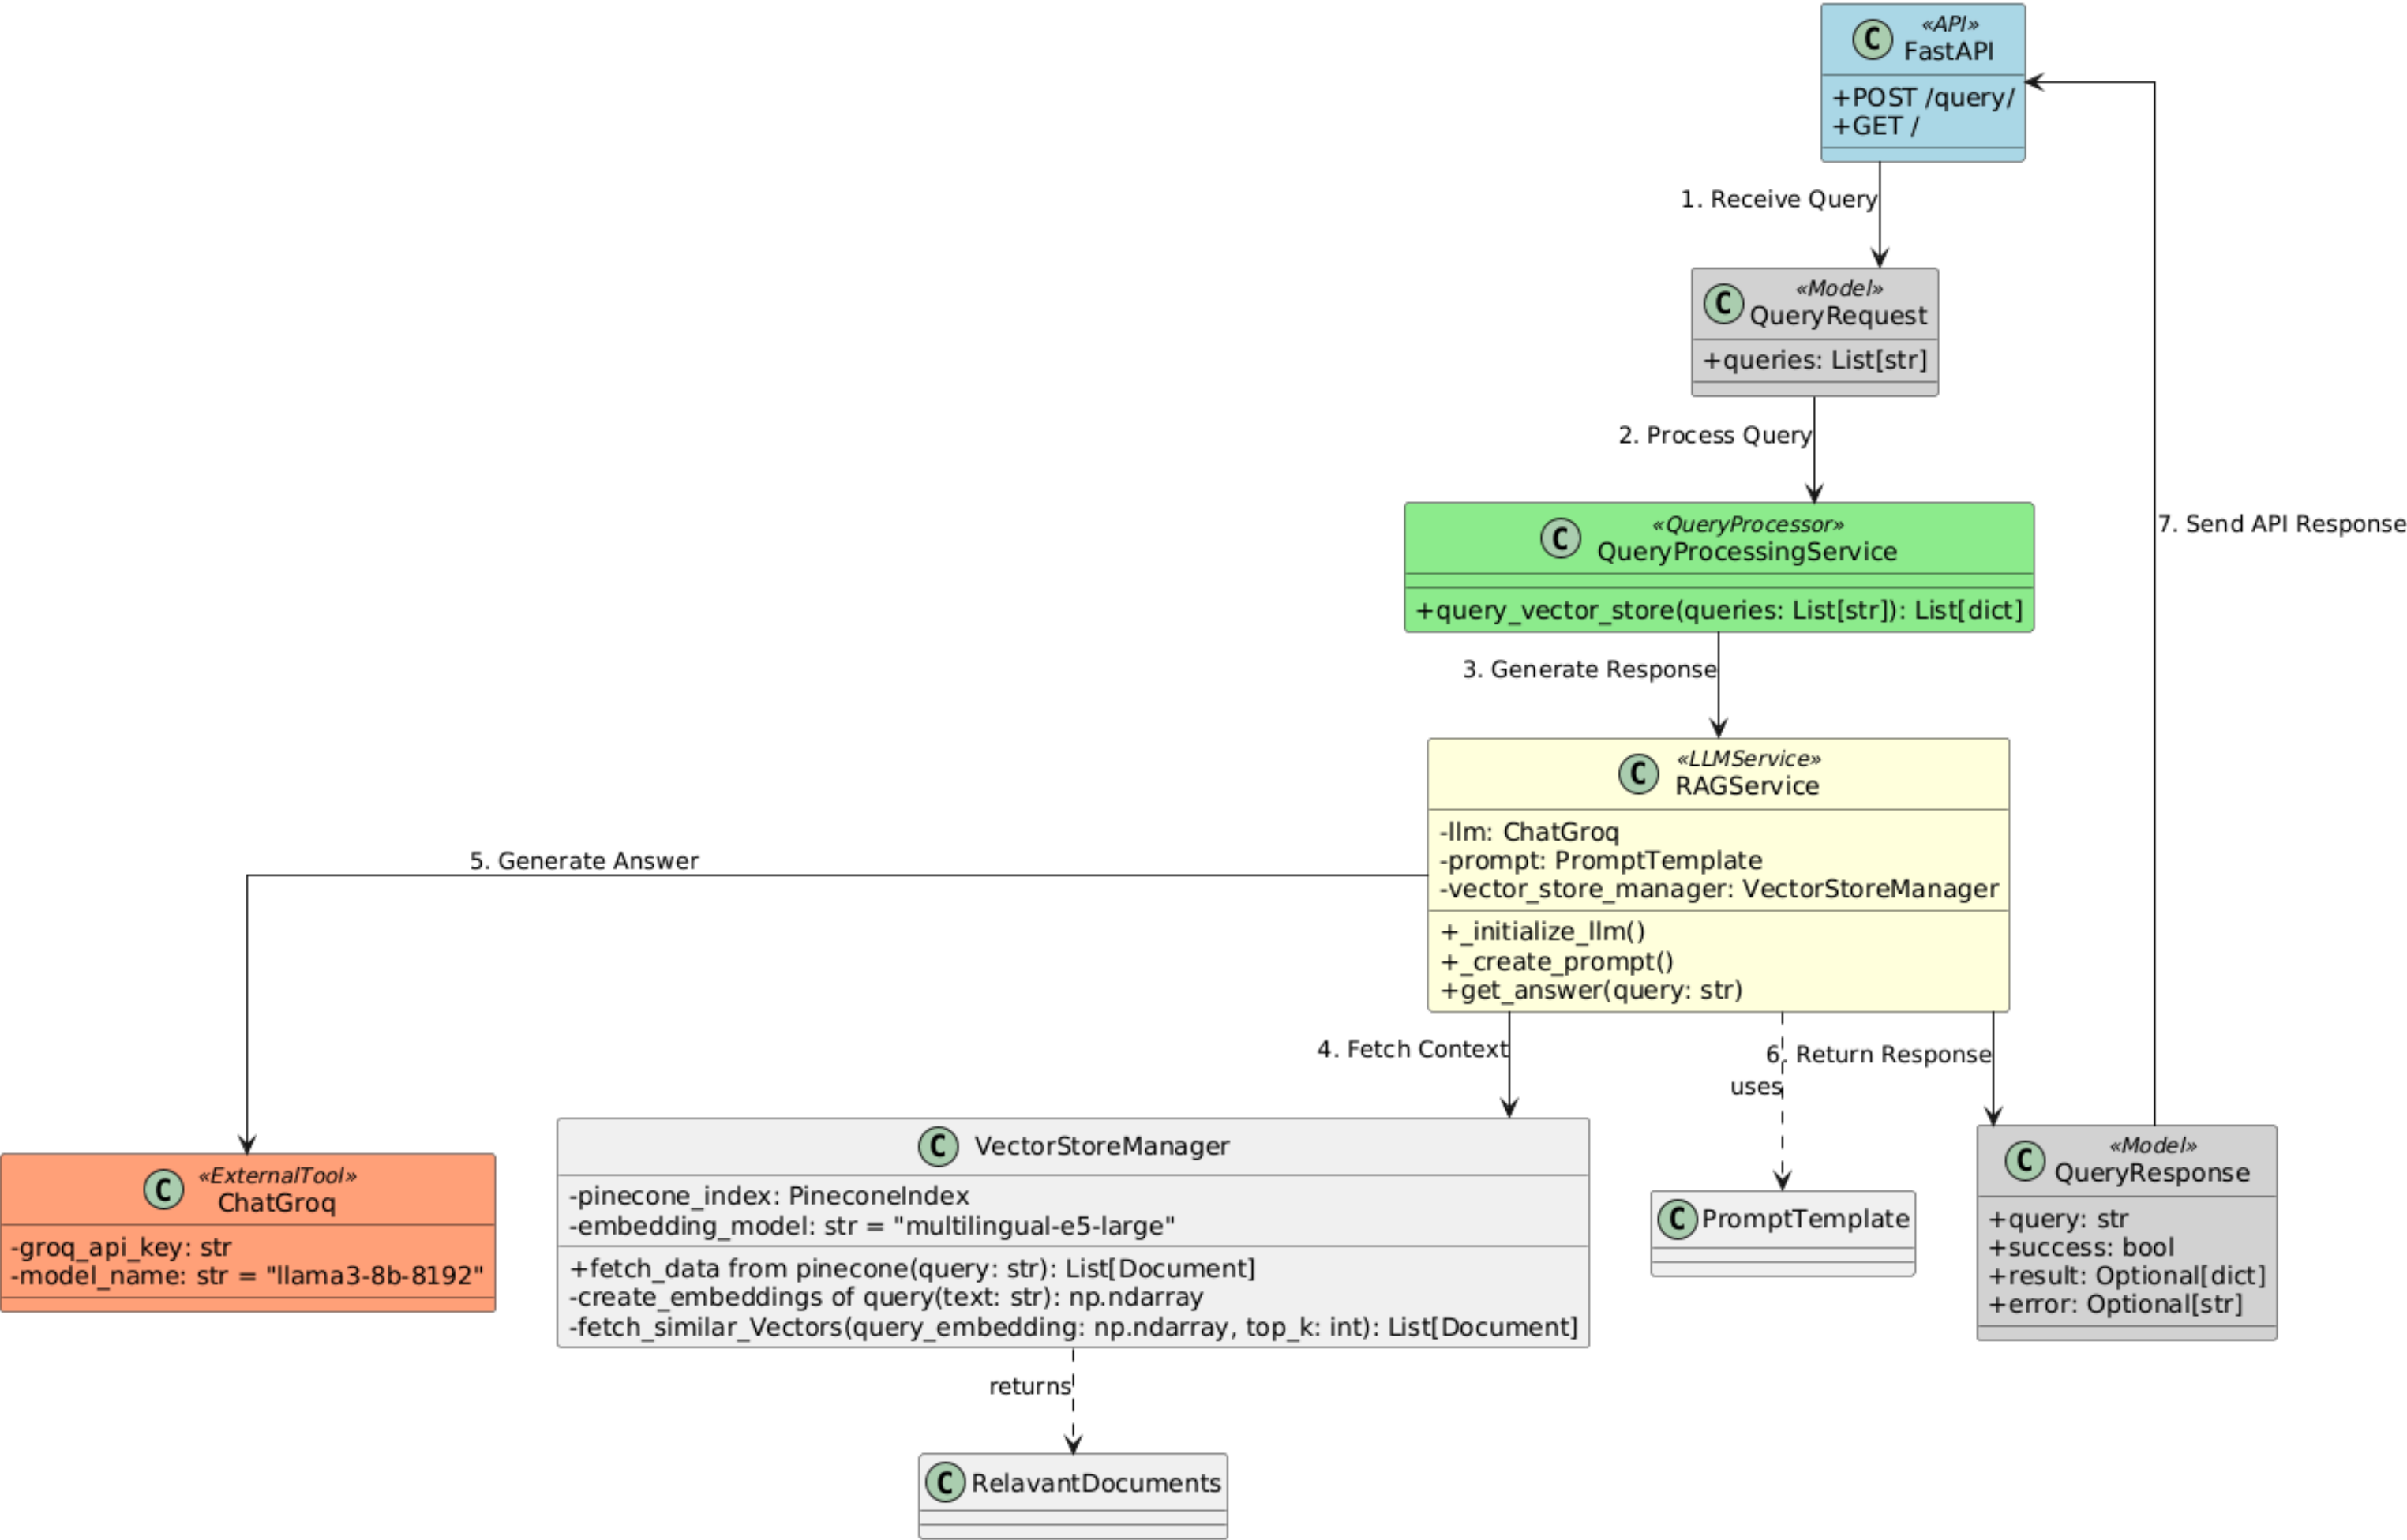 «API»
C FastAPI
+POST /query/
+GET /
1. Receive Query
«Model»
C QueryRequest
+queries: List[str]
2. Process Query
«QueryProcessor»
C QueryProcessingService
+query_vector_store(queries: List[str]): List[dict]
7. Send API Response
3. Generate Response
«LLMService»
C RAGService
-llm: ChatGroq
-prompt: PromptTemplate
-vector_store_manager: VectorStoreManager
+_initialize_llm()
+_create_prompt()
+get_answer(query: str)
5. Generate Answer
4. Fetch Context
6. Return Response
uses
«ExternalTool»
C ChatGroq
-groq_api_key: str
-model_name: str = "llama3-8b-8192"
C VectorStoreManager
-pinecone_index: PineconeIndex
-embedding_model: str = "multilingual-e5-large"
+fetch_data from pinecone(query: str): List[Document]
-create_embeddings of query(text: str): np.ndarray
-fetch_similar_Vectors(query_embedding: np.ndarray, top_k: int): List[Document]
C PromptTemplate
«Model»
C QueryResponse
+query: str
+success: bool
+result: Optional[dict]
+error: Optional[str]
returns
C RelavantDocuments